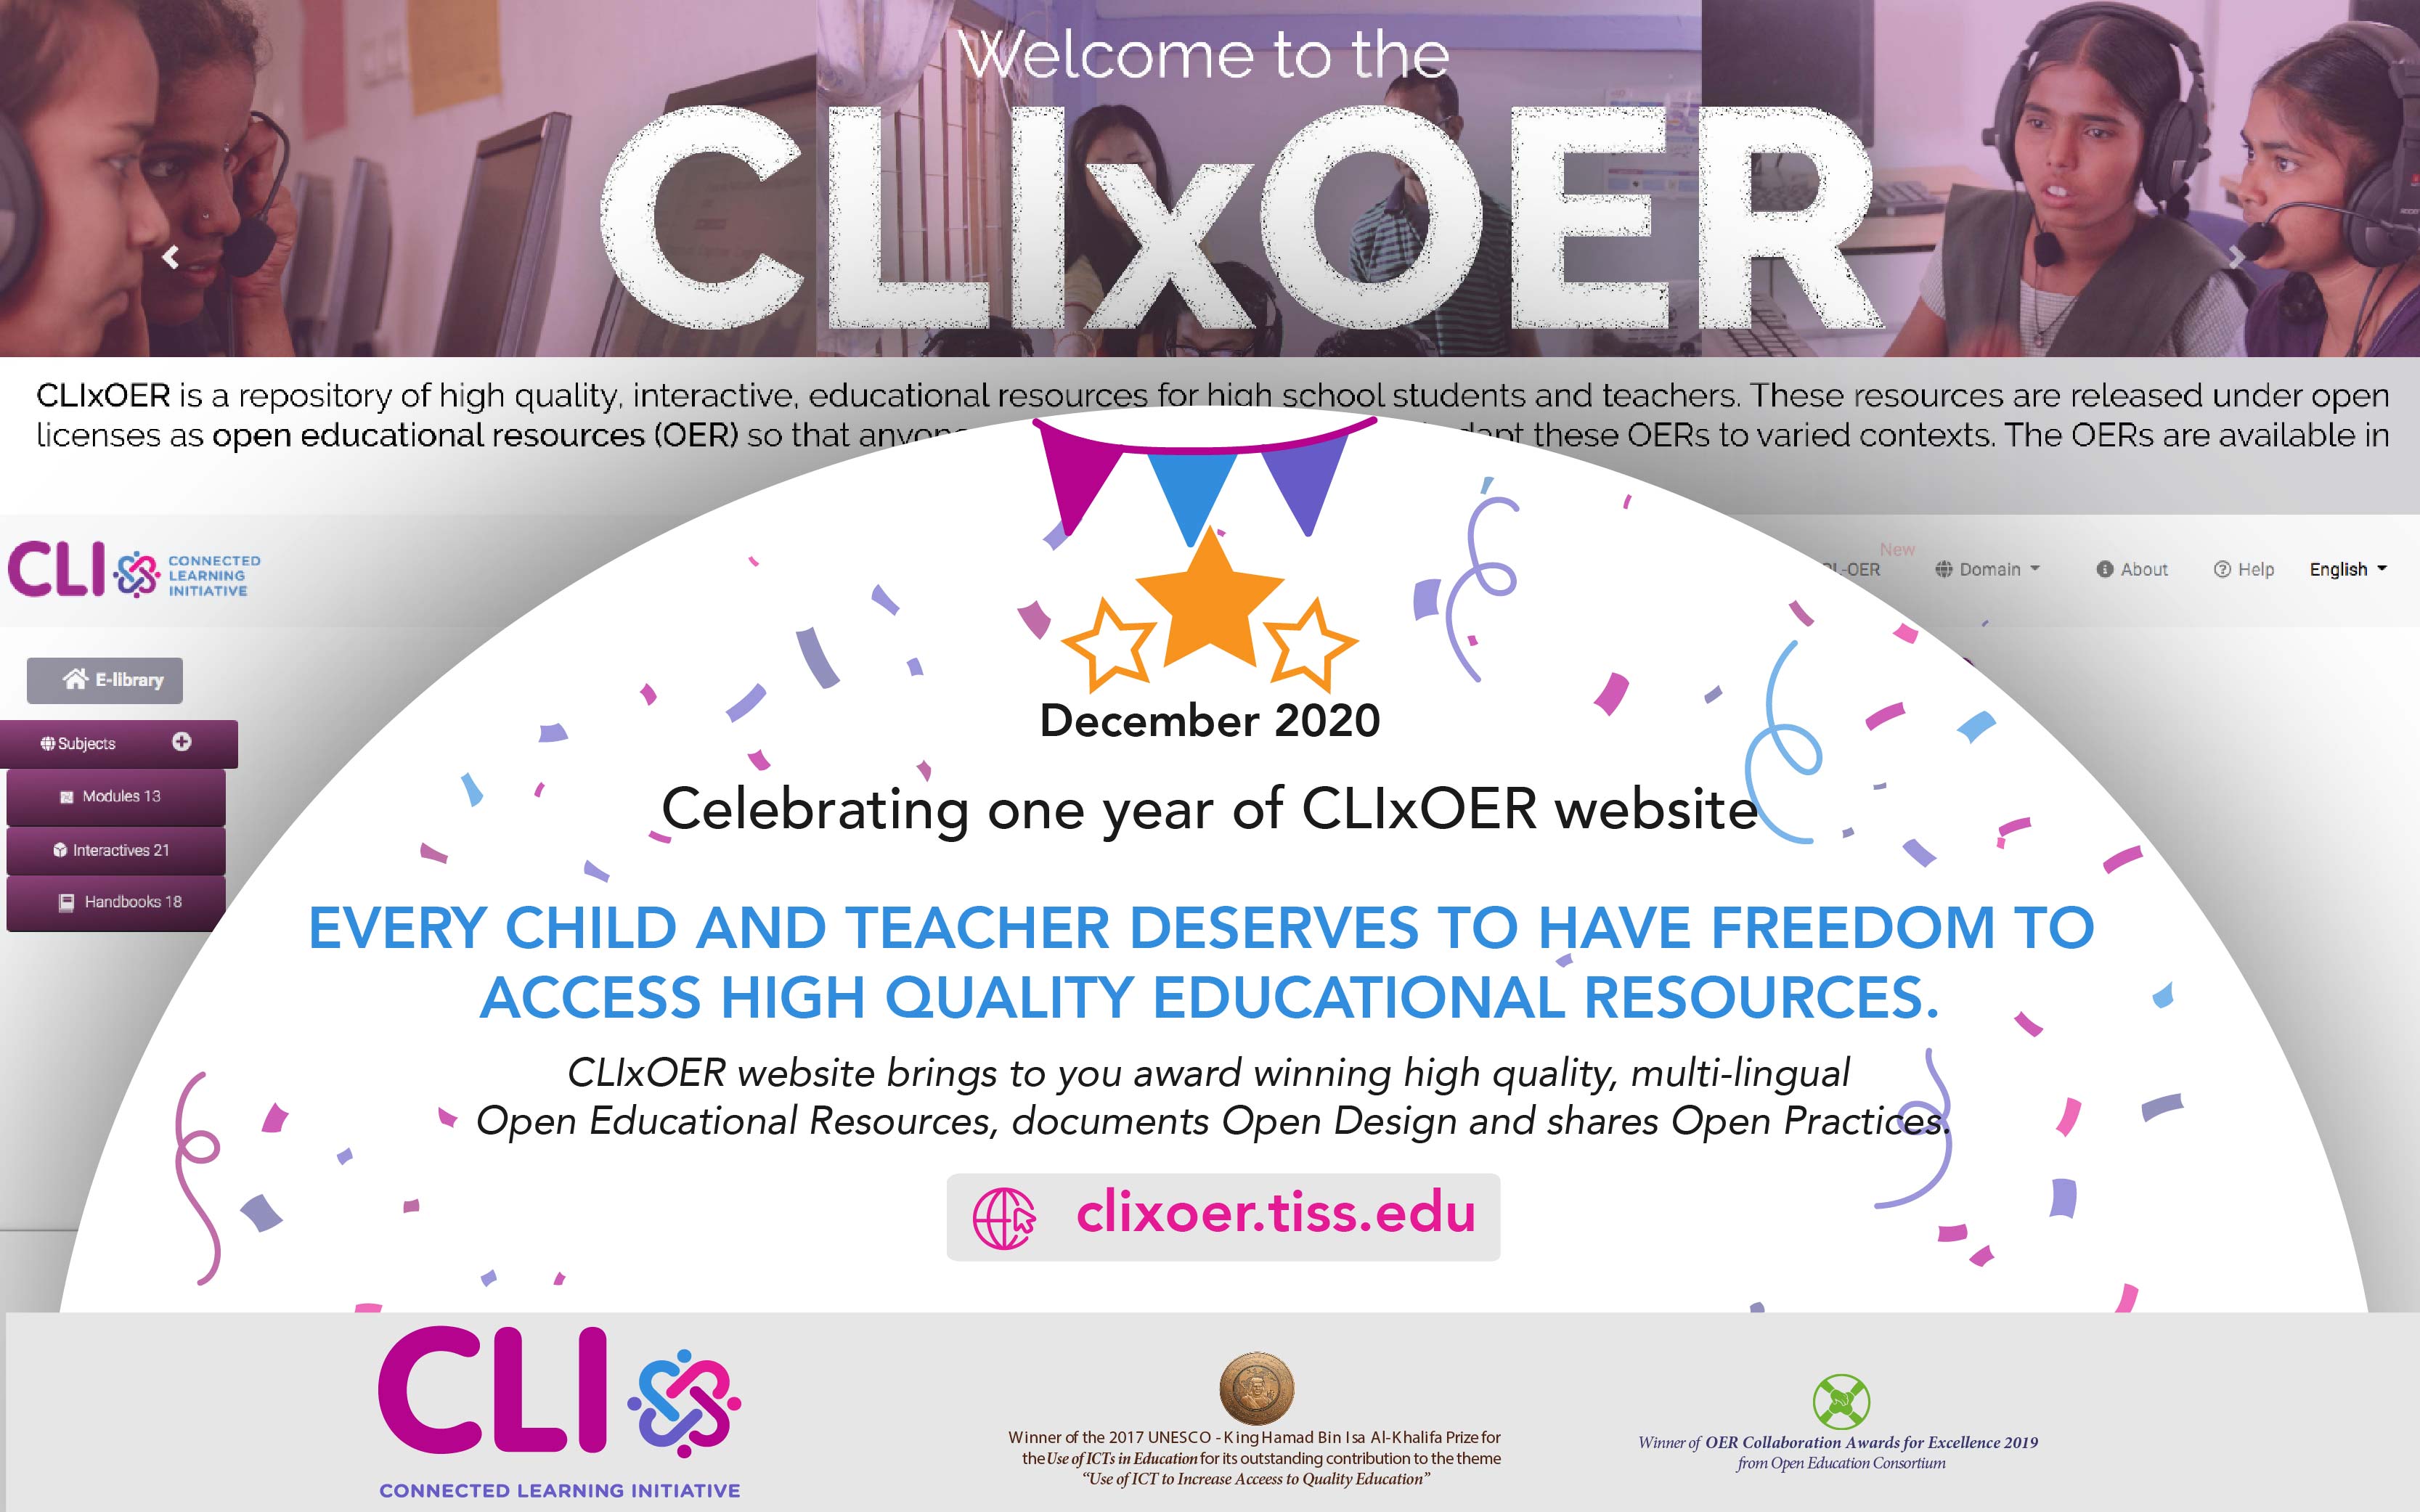 Welcome to the
CLIxOER
CLIxOER is a repository of high quality, interactive, educational resources for high school students and teachers. These resources are released under open
licenses as open educational resources (OER) so that these OERs to varied contexts. The OERs are available in
CLI CONNECTED
LEARNING
INITIATIVE
New
-OER Domain About Help English
E-library
Subjects
Modules 13
Interactives 21
Handbooks 18
December 2020
Celebrating one year of CLIxOER website
EVERY CHILD AND TEACHER DESERVES TO HAVE FREEDOM TO
ACCESS HIGH QUALITY EDUCATIONAL RESOURCES.
CLIxOER website brings to you award winning high quality, multi-lingual
Open Educational Resources, documents Open Design and shares Open Practices.
clixoer.tiss.edu
CLI
CONNECTED LEARNING INITIATIVE
Winner of the 2017 UNESCO - King Hamad Bin Isa Al-Khalifa Prize for
the Use of ICTs in Education for its outstanding contribution to the theme
“Use of ICT to Increase Acceess to Quality Education”
Winner of OER Collaboration Awards for Excellence 2019
from Open Education Consortium